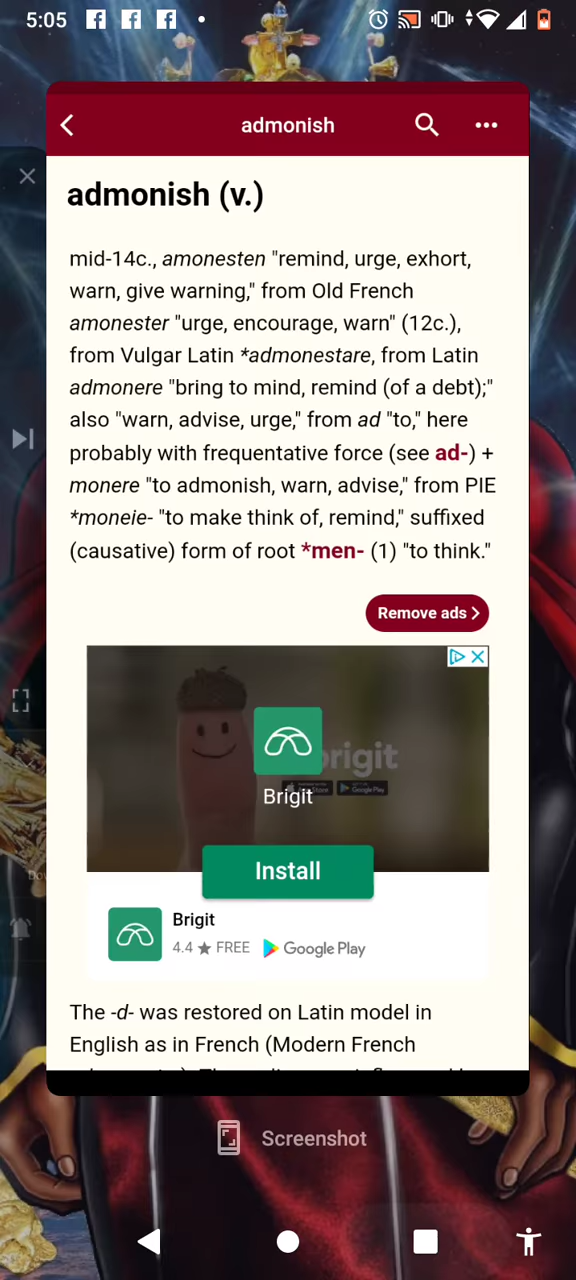 5:05
admonish
admonish (v.)
mid-14c., amonesten "remind, urge, exhort,
warn, give warning," from Old French
amonester "urge, encourage, warn" (12c.),
from Vulgar Latin *admonestare, from Latin
admonere "bring to mind, remind (of a debt);"
also "warn, advise, urge," from ad "to," here
probably with frequentative force (see ad-) +
monere "to admonish, warn, advise," from PIE
*moneie- "to make think of, remind," suffixed
(causative) form of root *men- (1) "to think."
Remove ads
brigit
Google Play
Brigit
Install
Brigit
4.4 ★ FREE Google Play
The -d- was restored on Latin model in
English as in French (Modern French
Screenshot